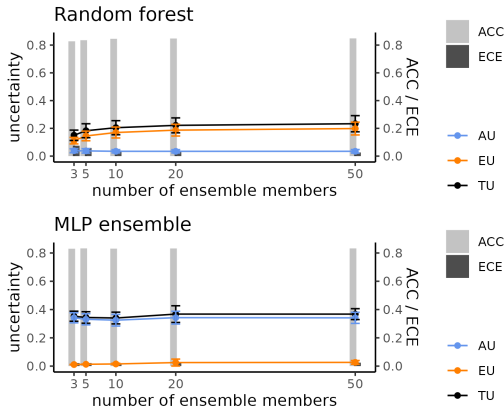 Random forest
uncertainty
0.8
0.6
0.4
0.2
0.0
3 5 10 20 50
number of ensemble members
0.8
0.6
0.4
0.2
0.0
ACC / ECE
ACC
ECE
AU
EU
TU
MLP ensemble
uncertainty
0.8
0.6
0.4
0.2
0.0
3 5 10 20 50
number of ensemble members
0.8
0.6
0.4
0.2
0.0
ACC / ECE
ACC
ECE
AU
EU
TU